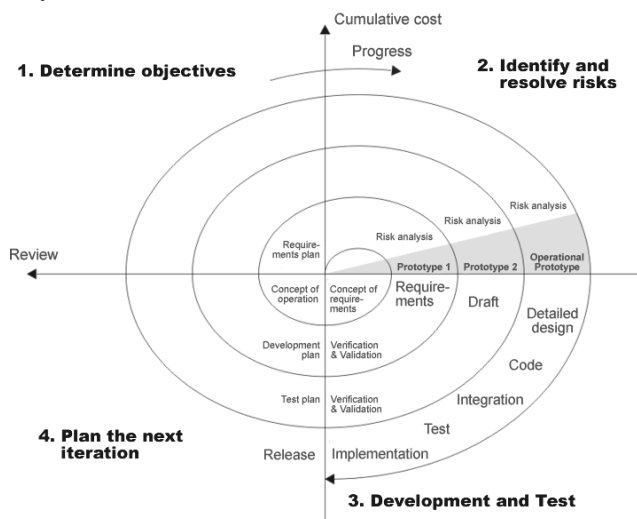 Cumulative cost
Progress
1. Determine objectives
2. Identify and
resolve risks
Risk analysis
Risk analysis
Risk analysis
Require-
ments plan
Review
Prototype 1
Prototype 2
Operational
Prototype
Concept of
operation
Concept of
require-
ments
Require-
ments
Draft
Detailed
design
Development
plan
Verification
& Validation
Code
Test plan
Verification
& Validation
Integration
Test
4. Plan the next
iteration
Release
Implementation
3. Development and Test